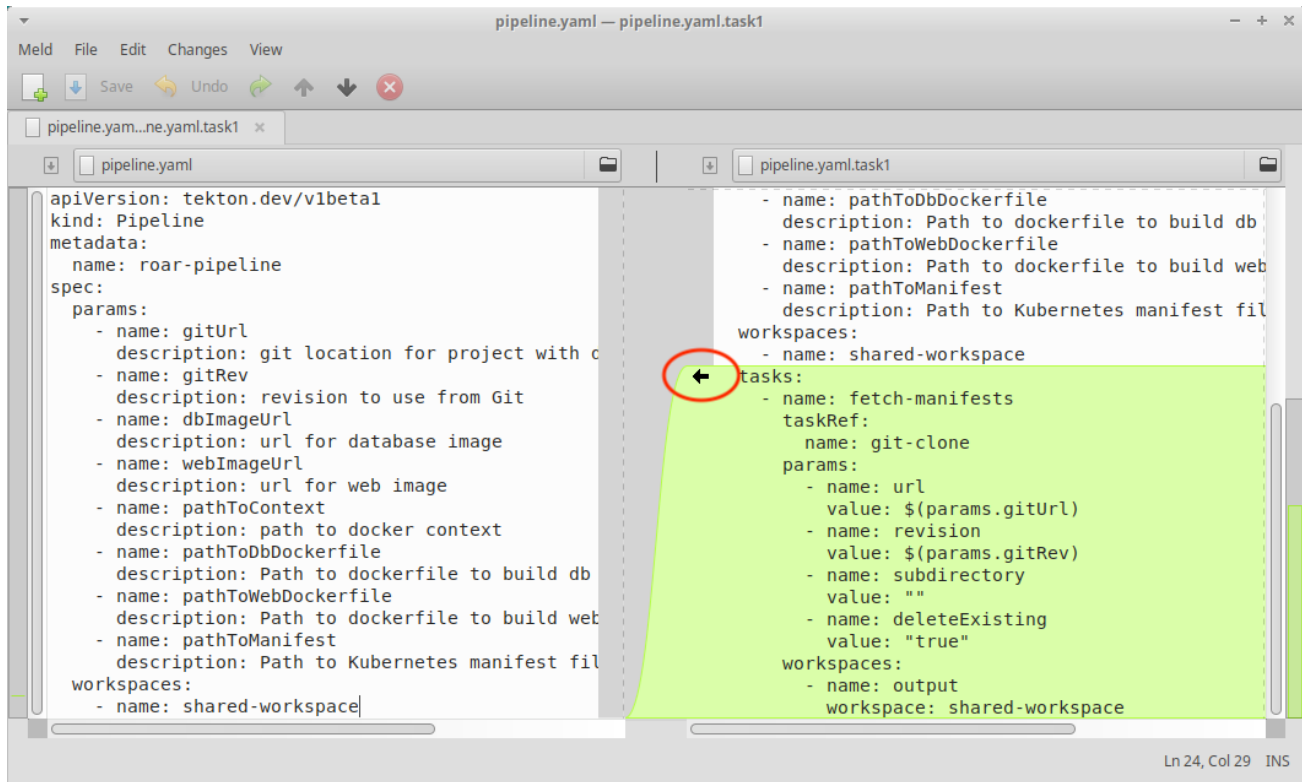 pipeline.yaml — pipeline.yaml.task1
Meld File Edit Changes View
Save Undo
pipeline.yam...ne.yaml.task1
pipeline.yaml
apiVersion: tekton.dev/v1beta1
kind: Pipeline
metadata:
  name: roar-pipeline
spec:
  params:
    - name: gitUrl
      description: git location for project with
    - name: gitRev
      description: revision to use from Git
    - name: dbImageUrl
      description: url for database image
    - name: webImageUrl
      description: url for web image
    - name: pathToContext
      description: path to docker context
    - name: pathToDbDockerfile
      description: Path to dockerfile to build db
    - name: pathToWebDockerfile
      description: Path to dockerfile to build web
    - name: pathToManifest
      description: Path to Kubernetes manifest fil
  workspaces:
    - name: shared-workspace
pipeline.yaml.task1
    - name: pathToDbDockerfile
      description: Path to dockerfile to build db
    - name: pathToWebDockerfile
      description: Path to dockerfile to build web
    - name: pathToManifest
      description: Path to Kubernetes manifest fil
  workspaces:
    - name: shared-workspace
  tasks:
    - name: fetch-manifests
      taskRef:
        name: git-clone
      params:
        - name: url
          value: $(params.gitUrl)
        - name: revision
          value: $(params.gitRev)
        - name: subdirectory
          value: ""
        - name: deleteExisting
          value: "true"
      workspaces:
        - name: output
          workspace: shared-workspace
Ln 24, Col 29 INS